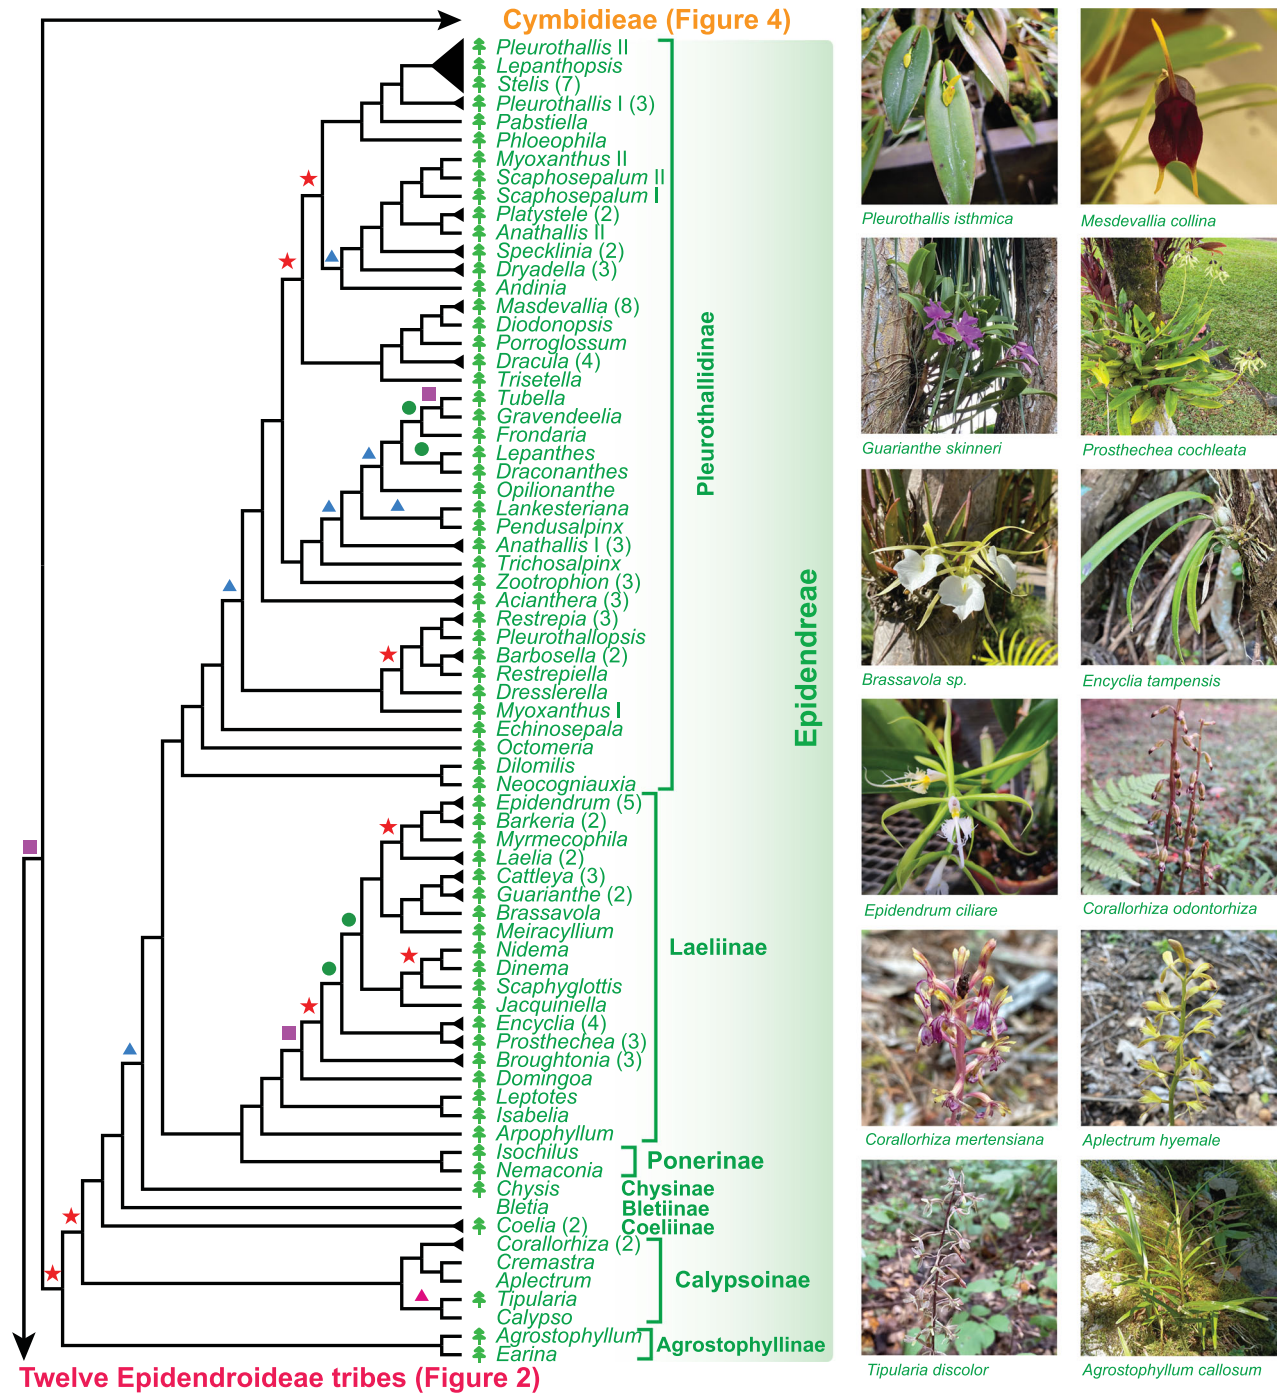 Cymbidieae (Figure 4)
Pleurothallis II
Lepanthopsis
Stelis (7)
Pleurothallis I (3)
Pabstiella
Phloeophila
Myoxanthus II
Scaphosepalum II
Scaphosepalum I
Platystele (2)
Anathallis II
Specklinia (2)
Dryadella (3)
Andinia
Masdevallia (8)
Diodonopsis
Porroglossum
Dracula (4)
Trisetella
Tubella
Gravendeelia
Frondaria
Lepanthes
Draconanthes
Opilionanthe
Lankesteriana
Pendusalpinx
Anathallis I (3)
Trichosalpinx
Zootrophion (3)
Acianthera (3)
Restrepia (3)
Pleurothallopsis
Barbosella (2)
Restrepiella
Dresslerella
Myoxanthus I
Echinosepala
Octomeria
Dilomilis
Neocogniauxia
Epidendrum (5)
Barkeria (2)
Myrmecophila
Laelia (2)
Cattleya (3)
Guarianthe (2)
Brassavola
Meiracyllium
Nidema
Dinema
Scaphyglottis
Jacquiniella
Encyclia (4)
Prosthechea (3)
Broughtonia (3)
Domingoa
Leptotes
Isabelia
Arpophyllum
Isochilus
Nemaconia
Chysis
Bletia
Coelia (2)
Corallorhiza (2)
Cremastra
Aplectrum
Tipularia
Calypso
Agrostophyllum
Earina
Pleurothallidinae
Laeliinae
Ponerinae
Chysinae
Bletiinae
Coeliinae
Calypsoinae
Agrostophyllinae
Epidendreae
Twelve Epidendroideae tribes (Figure 2)
Pleurothallis isthmica
Mesdevallia collina
Guarianthe skinneri
Prosthechea cochleata
Brassavola sp.
Encyclia tampensis
Epidendrum ciliare
Corallorhiza odontorhiza
Corallorhiza mertensiana
Aplectrum hyemale
Tipularia discolor
Agrostophyllum callosum